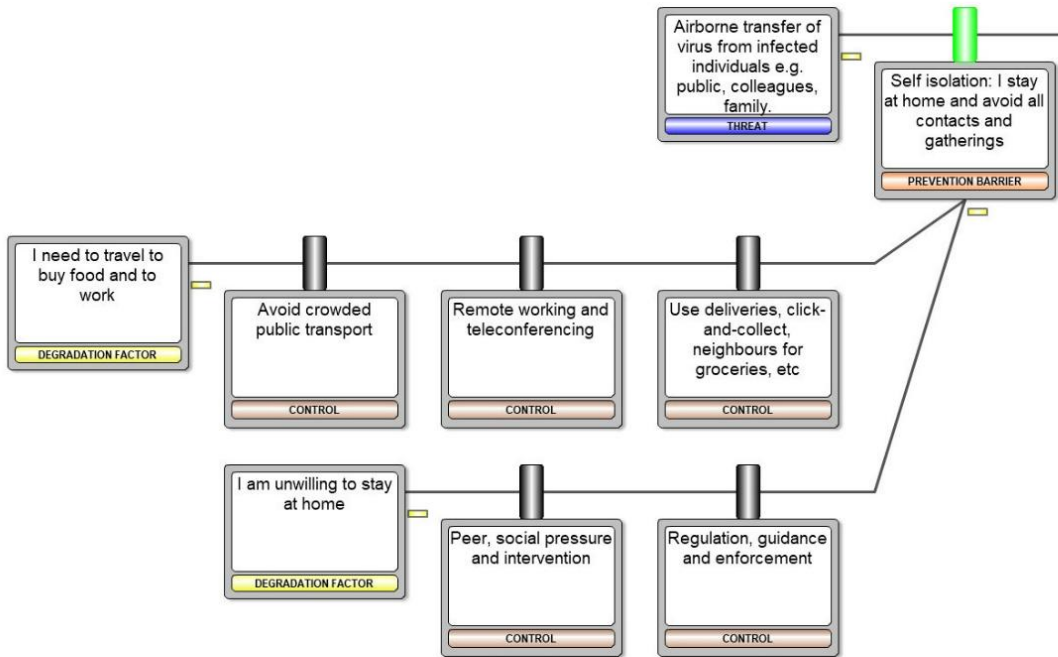 Airborne transfer of
virus from infected
individuals e.g.
public, colleagues,
family.
THREAT
Self isolation: I stay
at home and avoid all
contacts and
gatherings
PREVENTION BARRIER
I need to travel to
buy food and to
work
DEGRADATION FACTOR
Avoid crowded
public transport
CONTROL
Remote working and
teleconferencing
CONTROL
Use deliveries, click-
and-collect,
neighbours for
groceries, etc
CONTROL
I am unwilling to stay
at home
DEGRADATION FACTOR
Peer, social pressure
and intervention
CONTROL
Regulation, guidance
and enforcement
CONTROL